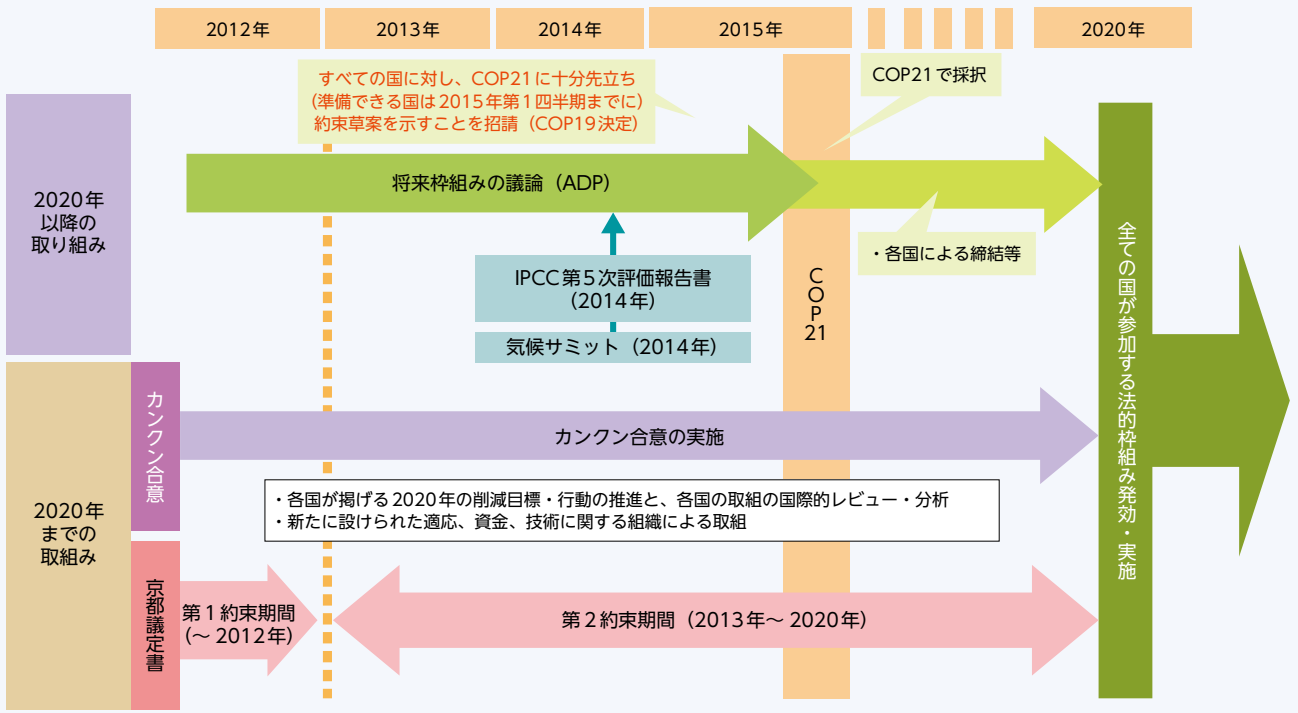 2012年
2013年
2014年
2015年
2020年
すべての国に対し、COP21に十分先立ち
(準備できる国は2015年第1四半期までに)
約束草案を示すことを招請（COP19決定）
COP21で採択
2020年
以降の
取り組み
将来枠組みの議論（ADP）
・各国による締結等
IPCC第5次評価報告書
（2014年）
気候サミット（2014年）
COP21
全ての国が参加する法的枠組み発効・実施
2020年
までの
取組み
カンクン合意
カンクン合意の実施
・各国が掲げる2020年の削減目標・行動の推進と、各国の取組の国際的レビュー・分析
・新たに設けられた適応、資金、技術に関する組織による取組
京都議定書
第1約束期間
（～2012年）
第2約束期間（2013年～2020年）